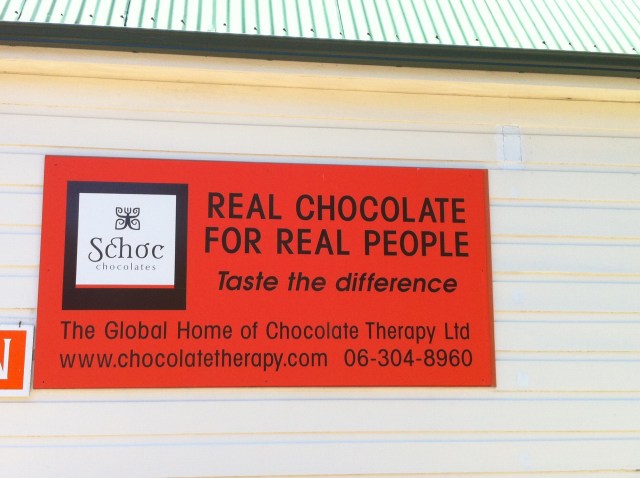 REAL CHOCOLATE
FOR REAL PEOPLE
Taste the difference
Schoc
chocolates
The Global Home of Chocolate Therapy Ltd
www.chocolatetherapy.com 06-304-8960
N